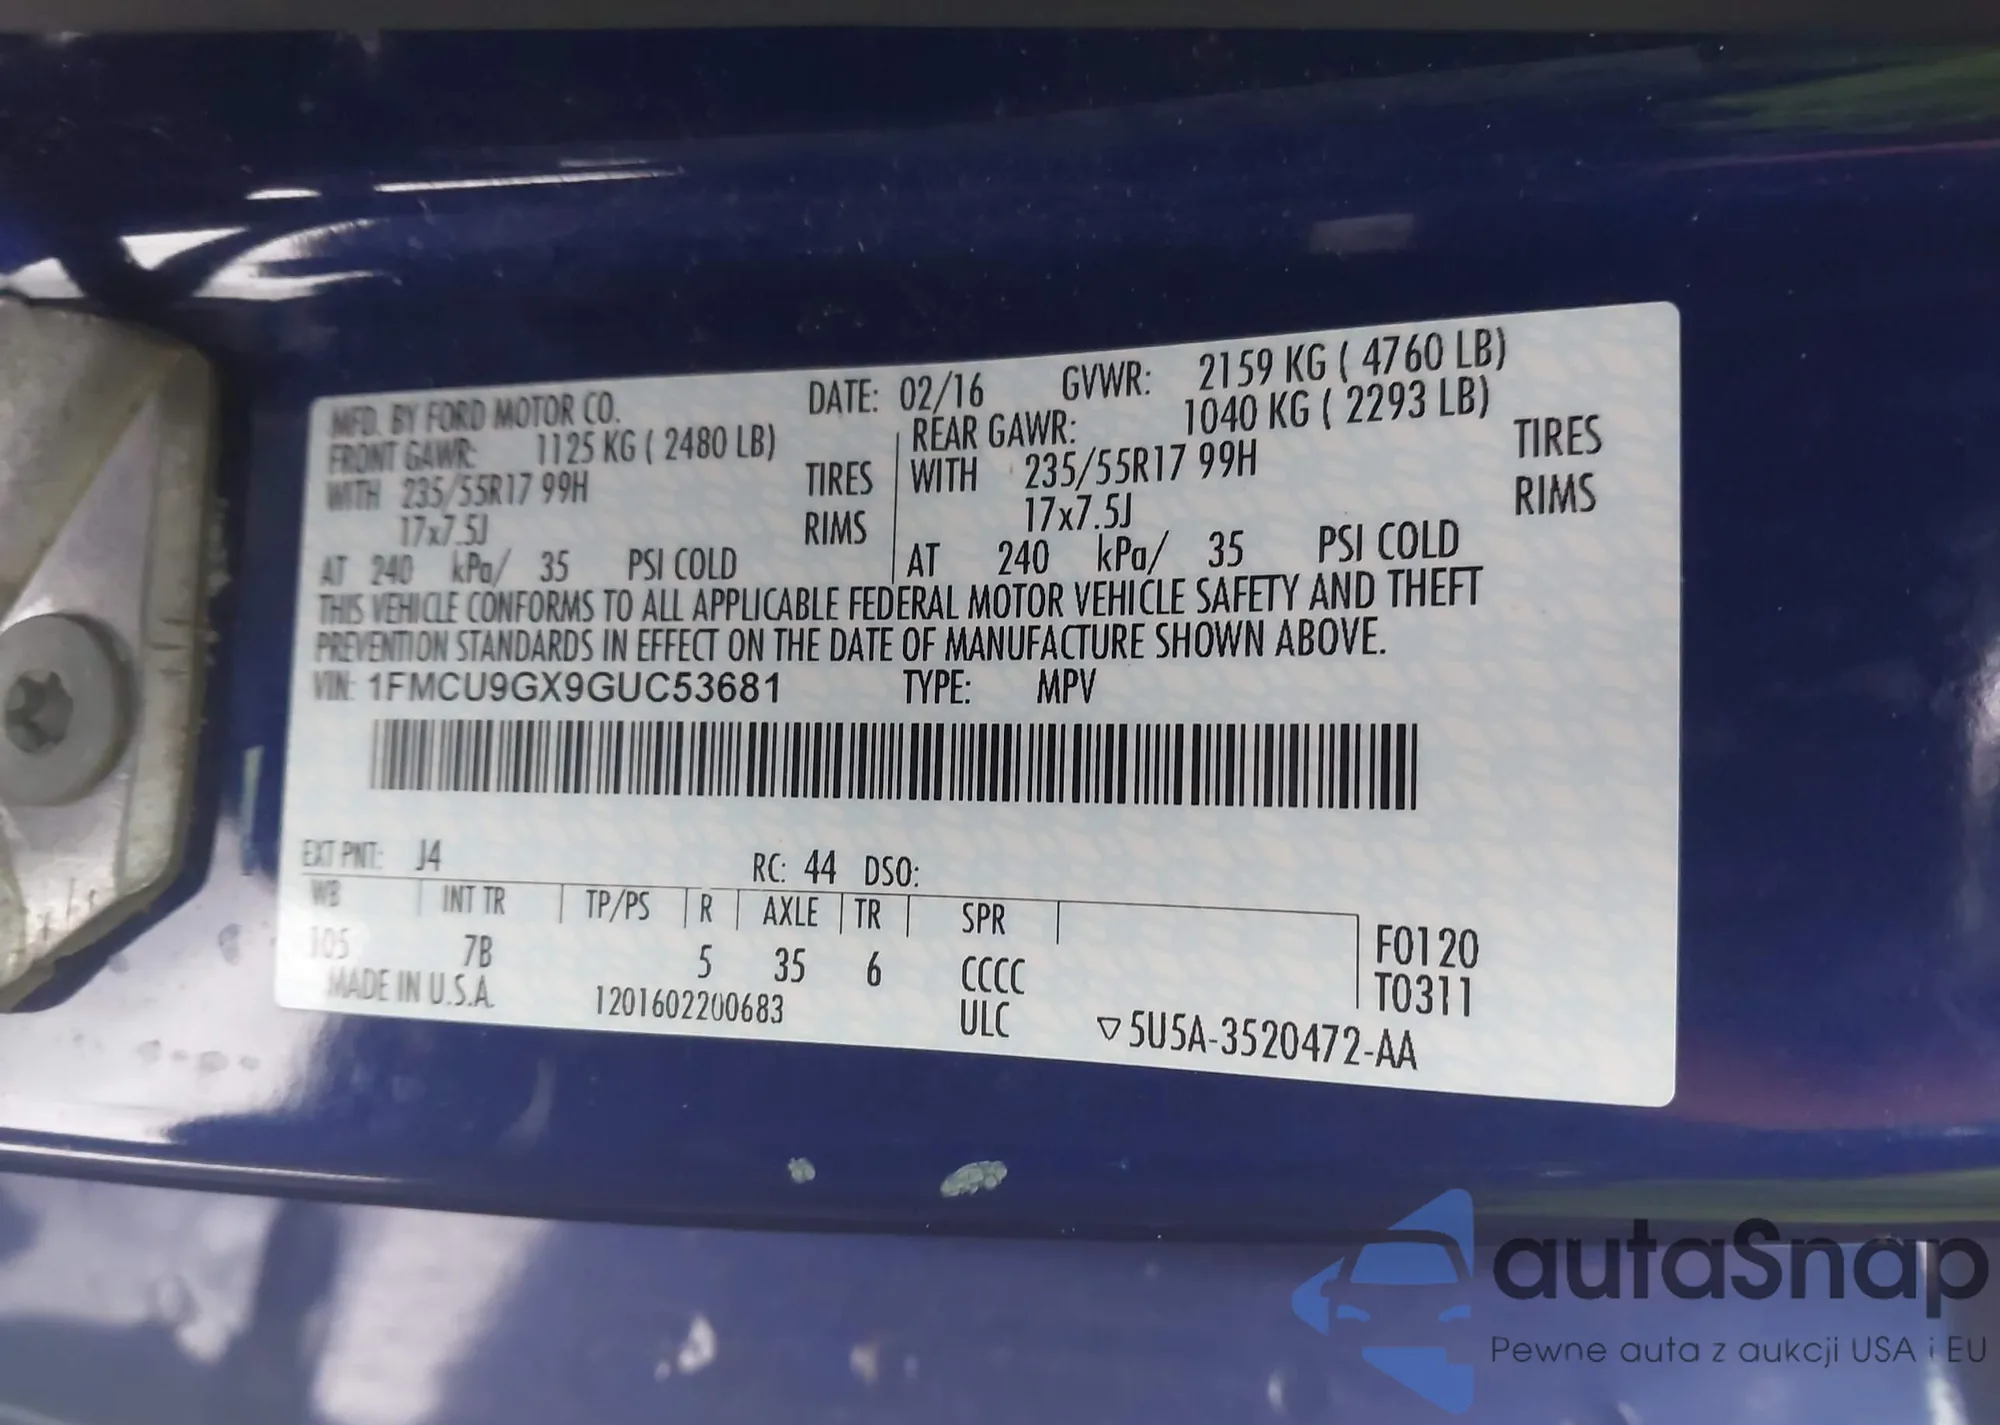 MFD. BY FORD MOTOR CO. DATE: 02/16 GVWR: 2159 KG ( 4760 LB)
FRONT GAWR: 1125 KG ( 2480 LB) REAR GAWR: 1040 KG ( 2293 LB)
WITH 235/55R17 99H TIRES WITH 235/55R17 99H TIRES
17x7.5J RIMS 17x7.5J RIMS
AT 240 kPa/ 35 PSI COLD AT 240 kPa/ 35 PSI COLD
THIS VEHICLE CONFORMS TO ALL APPLICABLE FEDERAL MOTOR VEHICLE SAFETY AND THEFT
PREVENTION STANDARDS IN EFFECT ON THE DATE OF MANUFACTURE SHOWN ABOVE.
VIN: 1FMCU9GX9GUC53681 TYPE: MPV
EXT PNT: J4 RC: 44 DSO:
WB INT TR TP/PS R AXLE TR SPR
105 7B 5 35 6 CCCC F0120
T0311
MADE IN U.S.A. 1201602200683 ULC ▽5U5A-3520472-AA
autaSnap
Pewne auta z aukcji USA i EU